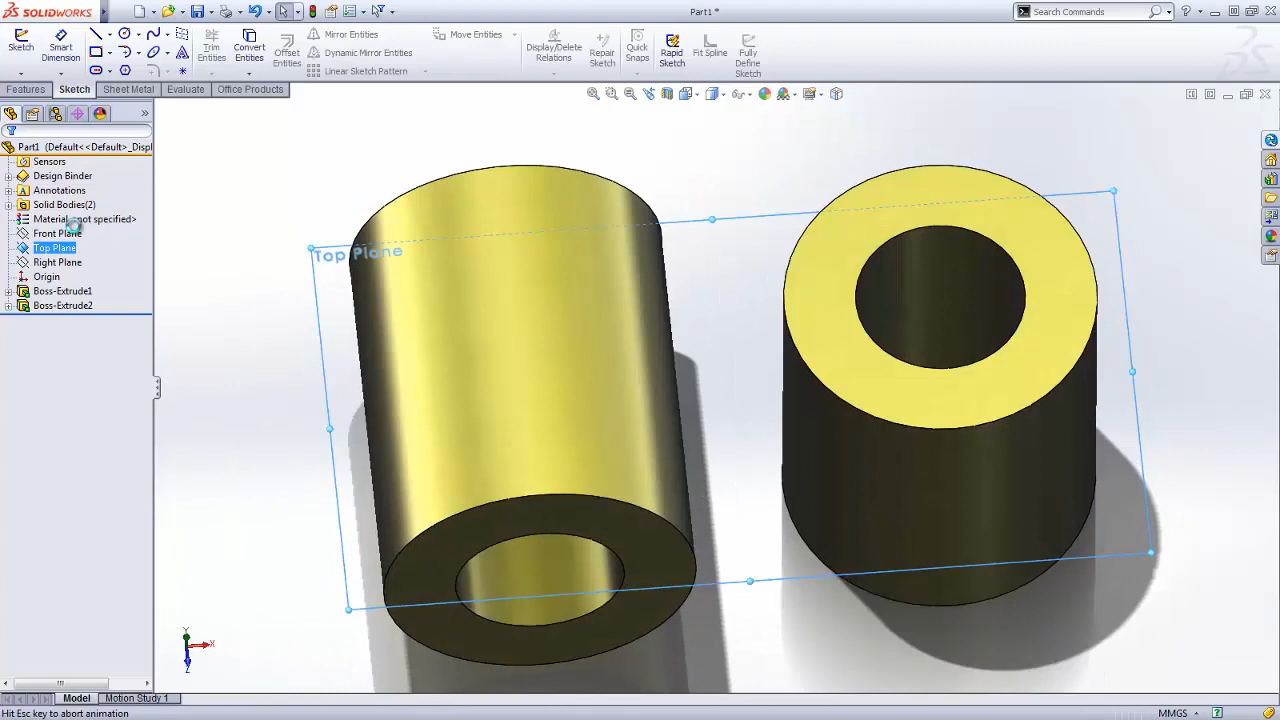 SOLIDWORKS
Part1 *
Search Commands
Sketch
Smart Dimension
Trim Entities
Convert Entities
Offset Entities
Mirror Entities
Dynamic Mirror Entities
Linear Sketch Pattern
Move Entities
Display/Delete Relations
Repair Sketch
Quick Snaps
Rapid Sketch
Fit Spline
Fully Define Sketch
Features
Sketch
Sheet Metal
Evaluate
Office Products
Part1 (Default<<Default>_Displ
Sensors
Design Binder
Annotations
Solid Bodies(2)
Material <not specified>
Front Plane
Top Plane
Right Plane
Origin
Boss-Extrude1
Boss-Extrude2
Top Plane
Y
X
Z
Model
Motion Study 1
Hit Esc key to abort animation
MMGS